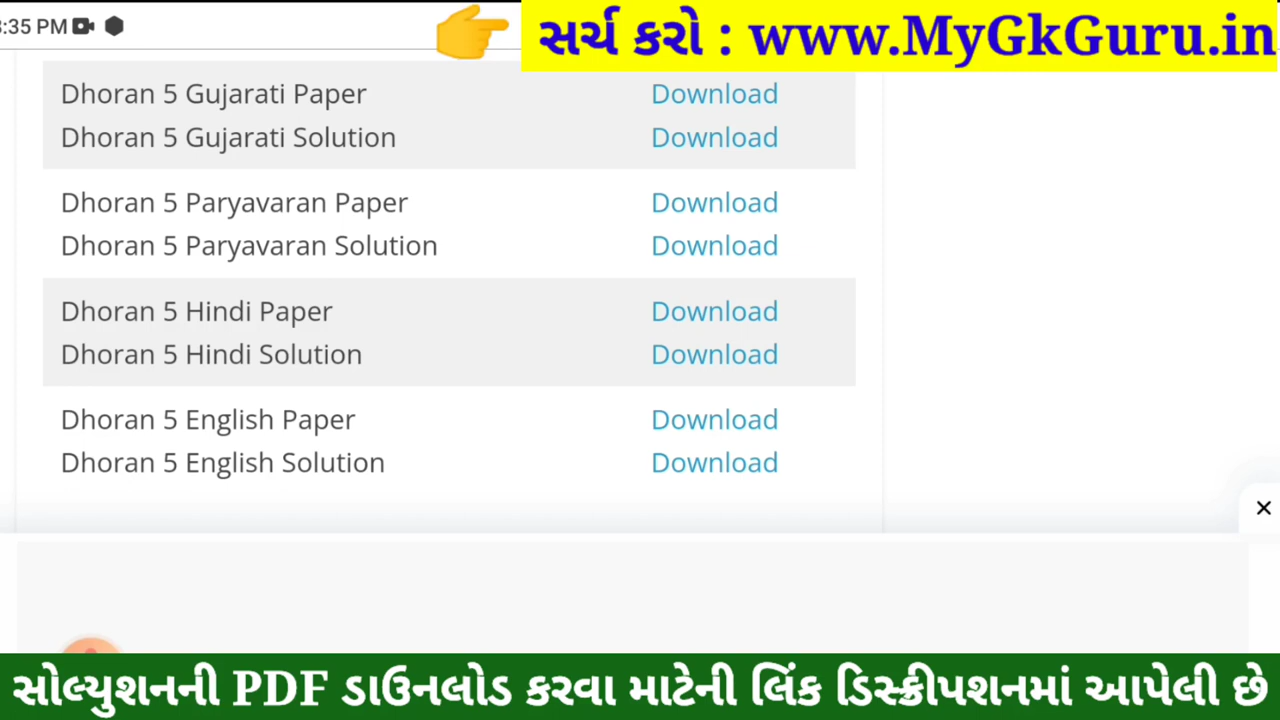 :35 PM
સર્ચ કરો : www.MyGkGuru.in
Dhoran 5 Gujarati Paper Download
Dhoran 5 Gujarati Solution Download
Dhoran 5 Paryavaran Paper Download
Dhoran 5 Paryavaran Solution Download
Dhoran 5 Hindi Paper Download
Dhoran 5 Hindi Solution Download
Dhoran 5 English Paper Download
Dhoran 5 English Solution Download
સોલ્યુશનની PDF ડાઉનલોડ કરવા માટેની લિંક ડિસ્ક્રીપશનમાં આપેલી છે